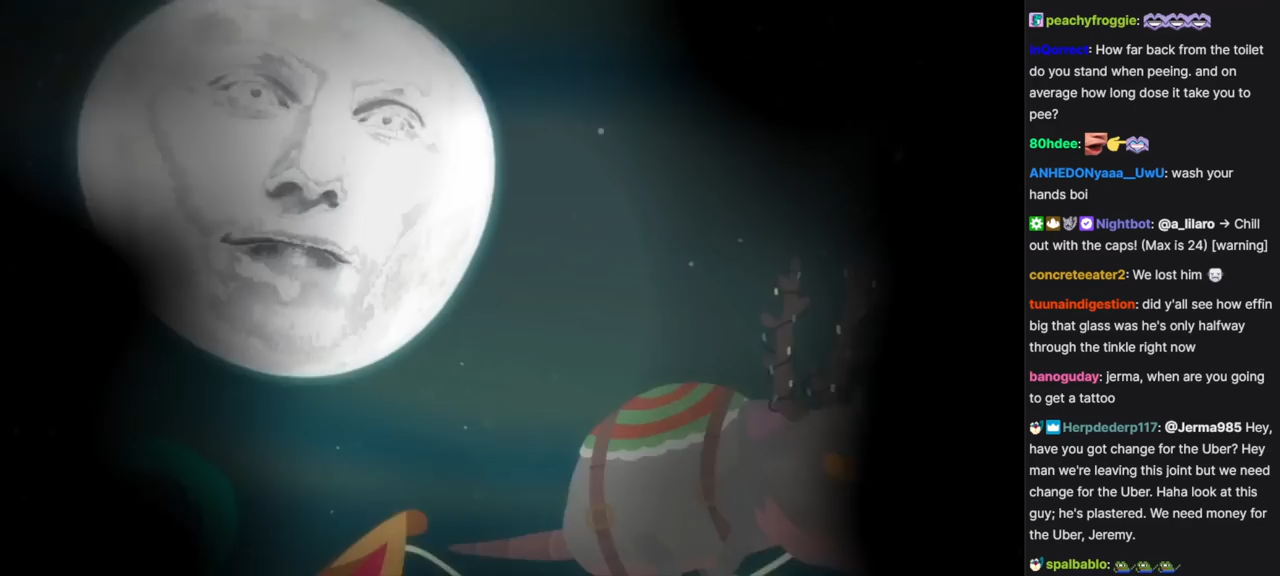 peachyfroggie:
inQorrect: How far back from the toilet
do you stand when peeing. and on
average how long dose it take you to
pee?
80hdee:
ANHEDONyaaa__UwU: wash your
hands boi
Nightbot: @a_lilaro → Chill
out with the caps! (Max is 24) [warning]
concreteeater2: We lost him
tuunaindigestion: did y'all see how effin
big that glass was he's only halfway
through the tinkle right now
banoguday: jerma, when are you going
to get a tattoo
Herpdederp117: @Jerma985 Hey,
have you got change for the Uber? Hey
man we're leaving this joint but we need
change for the Uber. Haha look at this
guy; he's plastered. We need money for
the Uber, Jeremy.
spalbablo: